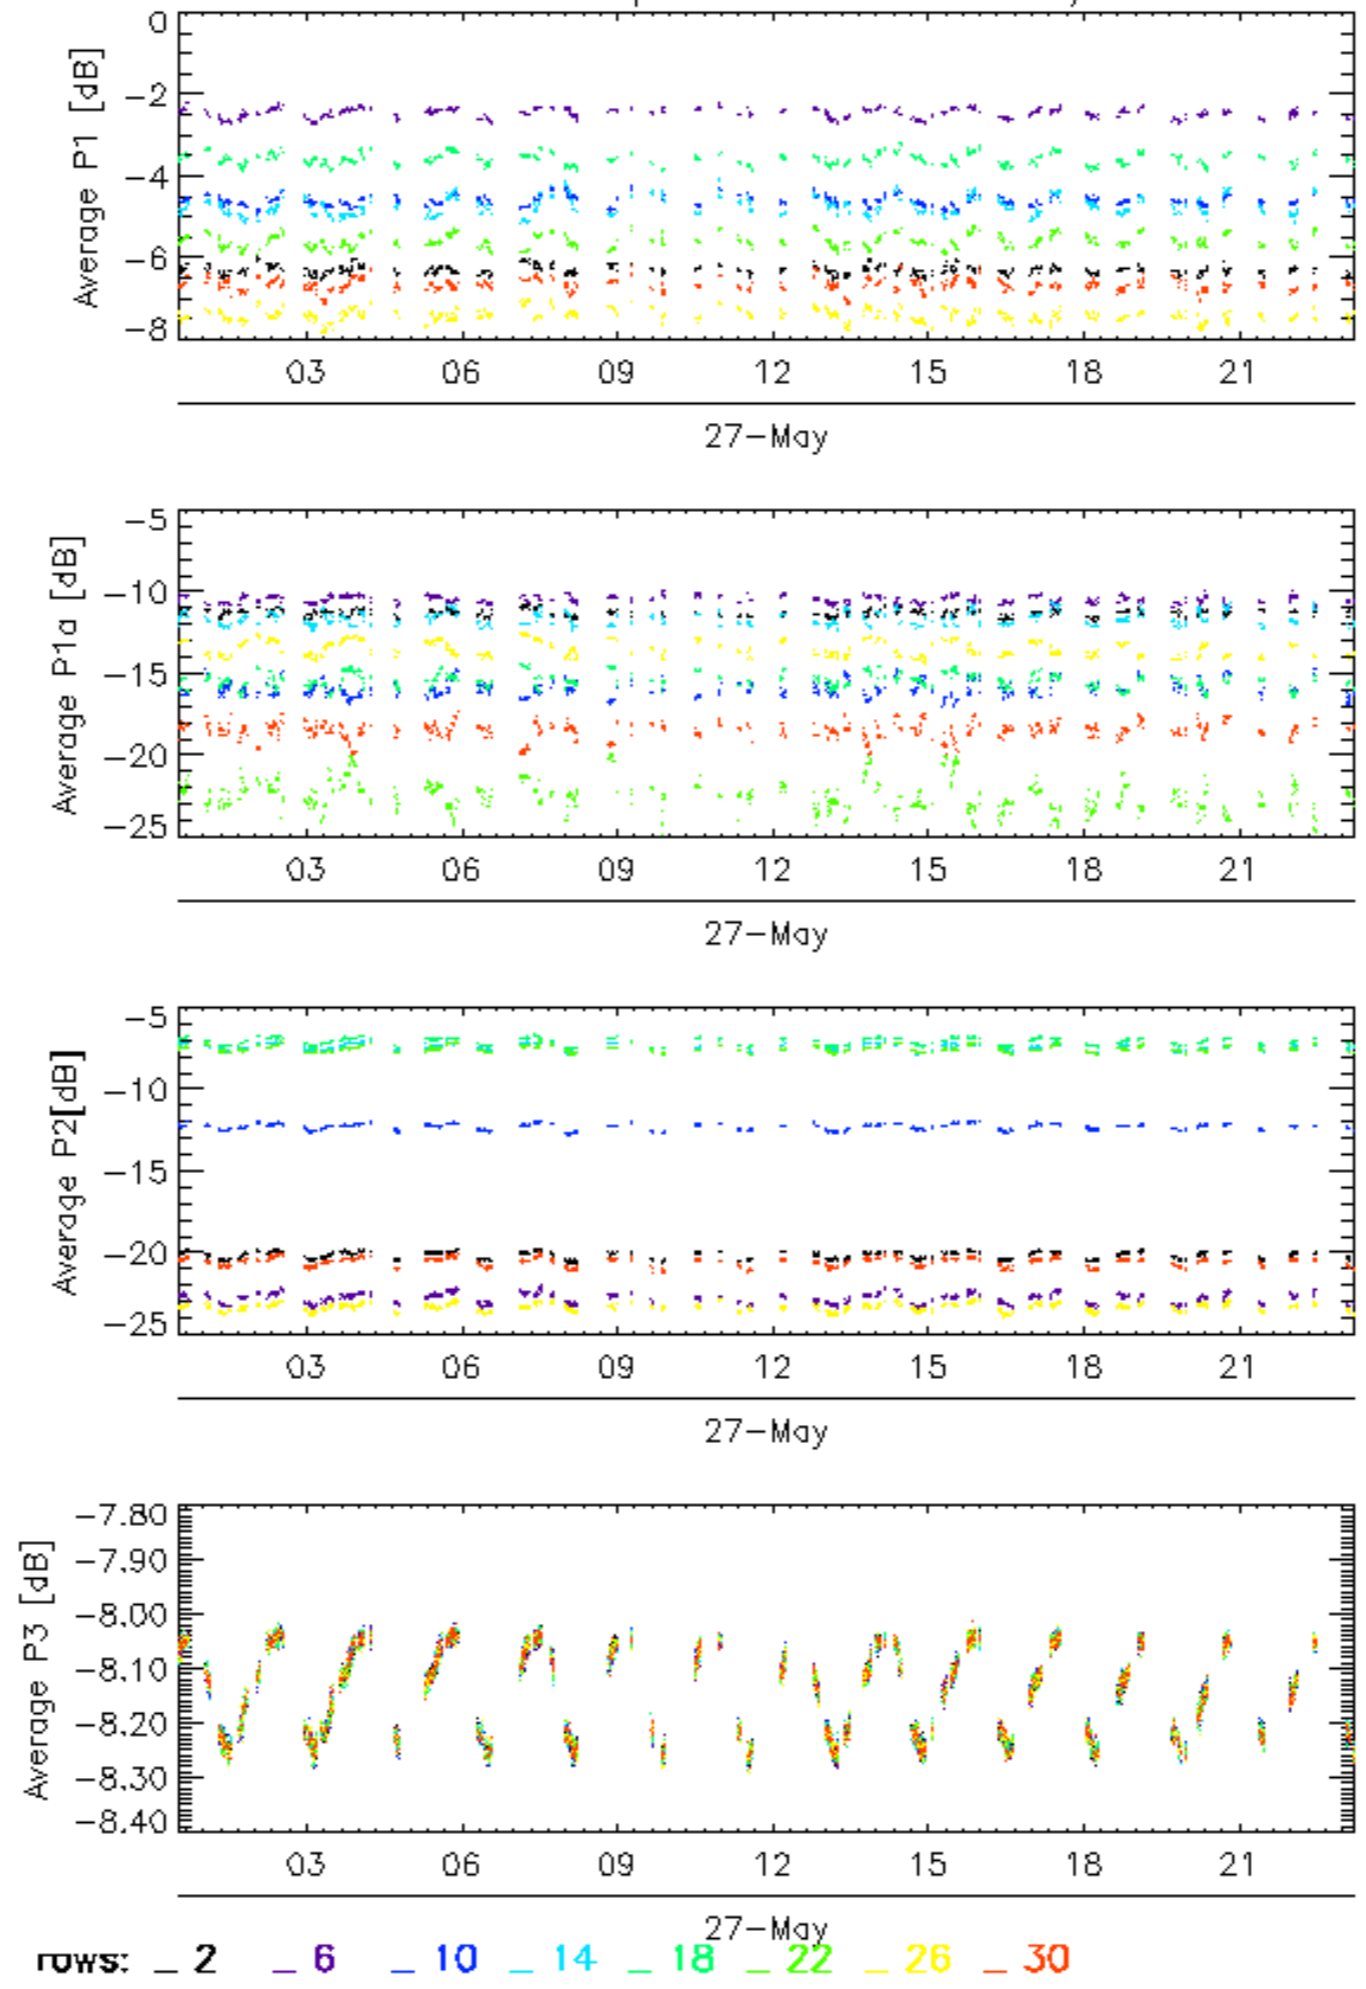 0
−2
−4
−6
−8
Average P1 [dB]
03 06 09 12 15 18 21
27−May
−5
−10
−15
−20
−25
Average P1a [dB]
03 06 09 12 15 18 21
27−May
−5
−10
−15
−20
−25
Average P2[dB]
03 06 09 12 15 18 21
27−May
−7.80
−7.90
−8.00
−8.10
−8.20
−8.30
−8.40
Average P3 [dB]
03 06 09 12 15 18 21
27−May
rows: _ 2 _ 6 _ 10 _ 14 _ 18 _ 22 _ 26 _ 30